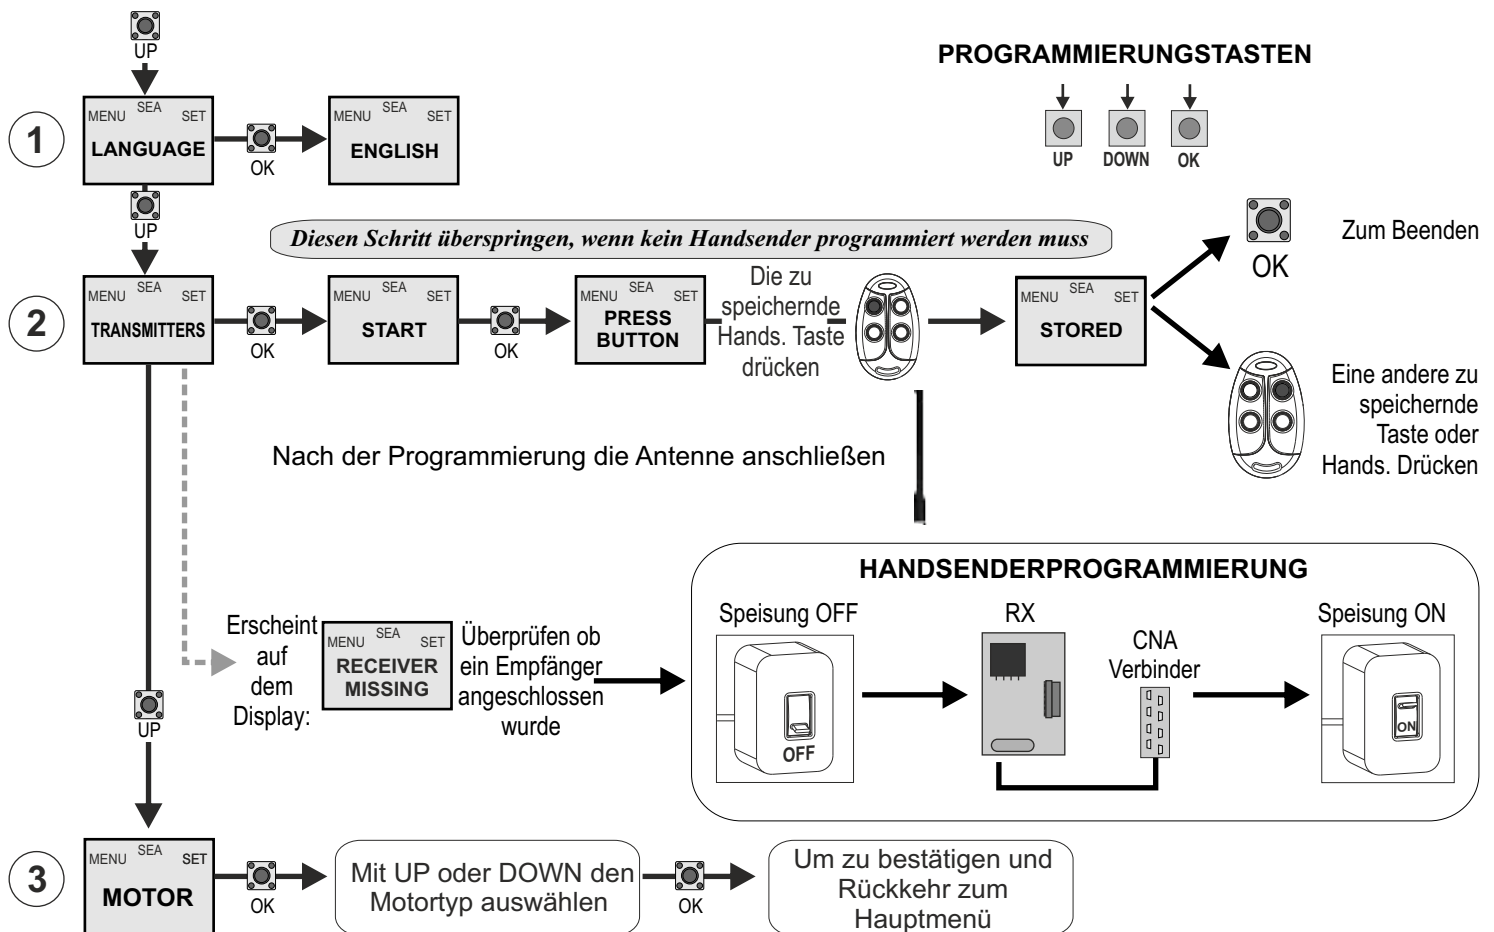 UP
PROGRAMMIERUNGSTASTEN
UP DOWN OK
1
MENU SEA SET
LANGUAGE
OK
MENU SEA SET
ENGLISH
UP
Diesen Schritt überspringen, wenn kein Handsender programmiert werden muss
2
MENU SEA SET
TRANSMITTERS
OK
MENU SEA SET
START
OK
MENU SEA SET
PRESS
BUTTON
Die zu
speichernde
Hands. Taste
drücken
MENU SEA SET
STORED
OK
Zum Beenden
Eine andere zu
speichernde
Taste oder
Hands. Drücken
Nach der Programmierung die Antenne anschließen
Erscheint
auf
dem
Display:
MENU SEA SET
RECEIVER
MISSING
Überprüfen ob
ein Empfänger
angeschlossen
wurde
HANDSENDERPROGRAMMIERUNG
Speisung OFF
OFF
RX
CNA
Verbinder
Speisung ON
ON
UP
3
MENU SEA SET
MOTOR
OK
Mit UP oder DOWN den
Motortyp auswählen
OK
Um zu bestätigen und
Rückkehr zum
Hauptmenü